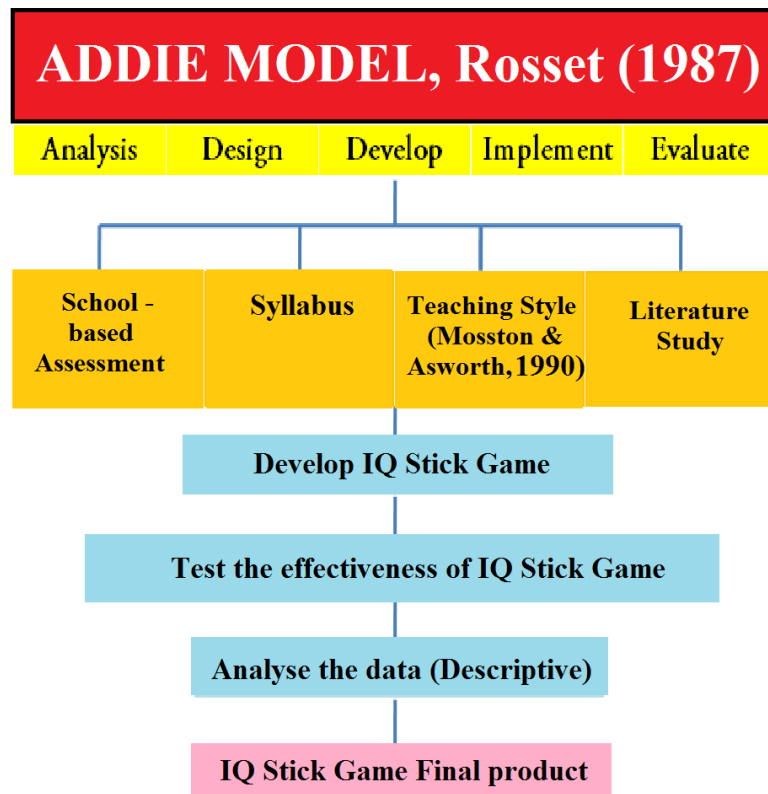 ADDIE MODEL, Rosset (1987)
Analysis
Design
Develop
Implement
Evaluate
School -
based
Assessment
Syllabus
Teaching Style
(Mosston &
Asworth, 1990)
Literature
Study
Develop IQ Stick Game
Test the effectiveness of IQ Stick Game
Analyse the data (Descriptive)
IQ Stick Game Final product